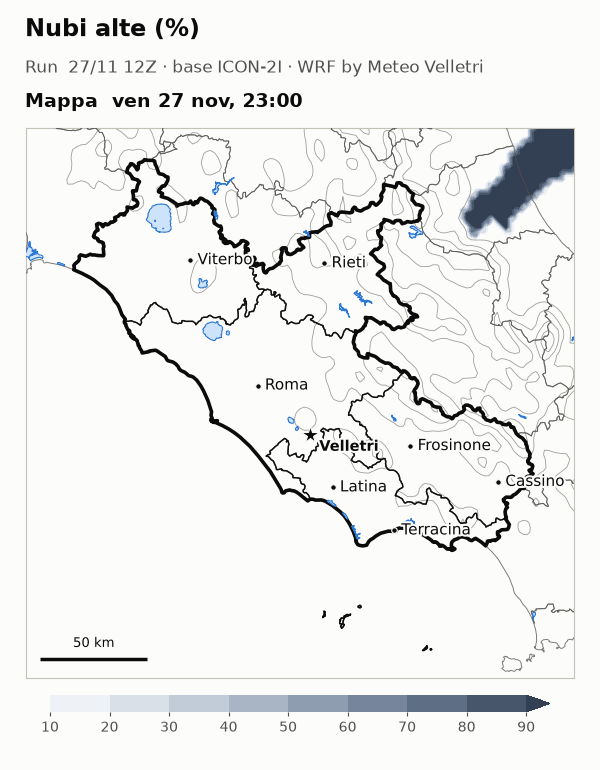 Nubi alte (%)
Run  27/11 12Z · base ICON-2I · WRF by Meteo Velletri
Mappa  ven 27 nov, 23:00
Viterbo
Rieti
Roma
Velletri
Frosinone
Latina
Cassino
Terracina
50 km
10 20 30 40 50 60 70 80 90